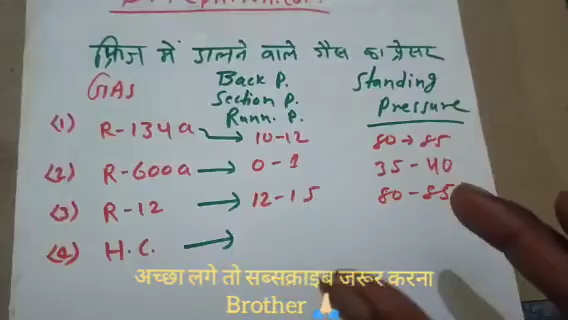 फ्रिज में डालने वाले गैस का प्रेसर
GAS Back P. Standing
Section P. Pressure
Runn. P.
(1) R-134a → 10-12 80→85
(2) R-600a → 0-1 35-40
(3) R-12 → 12-15 80-85
(4) H.C. →
अच्छा लगे तो सब्सक्राइब जरूर करना
Brother 🙏🏻